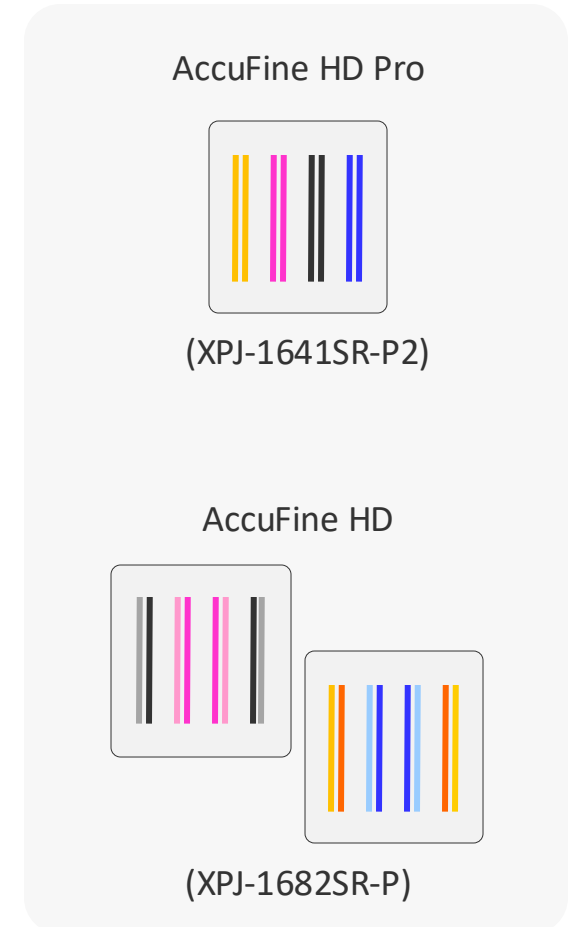 AccuFine HD Pro
(XPJ-1641SR-P2)
AccuFine HD
(XPJ-1682SR-P)